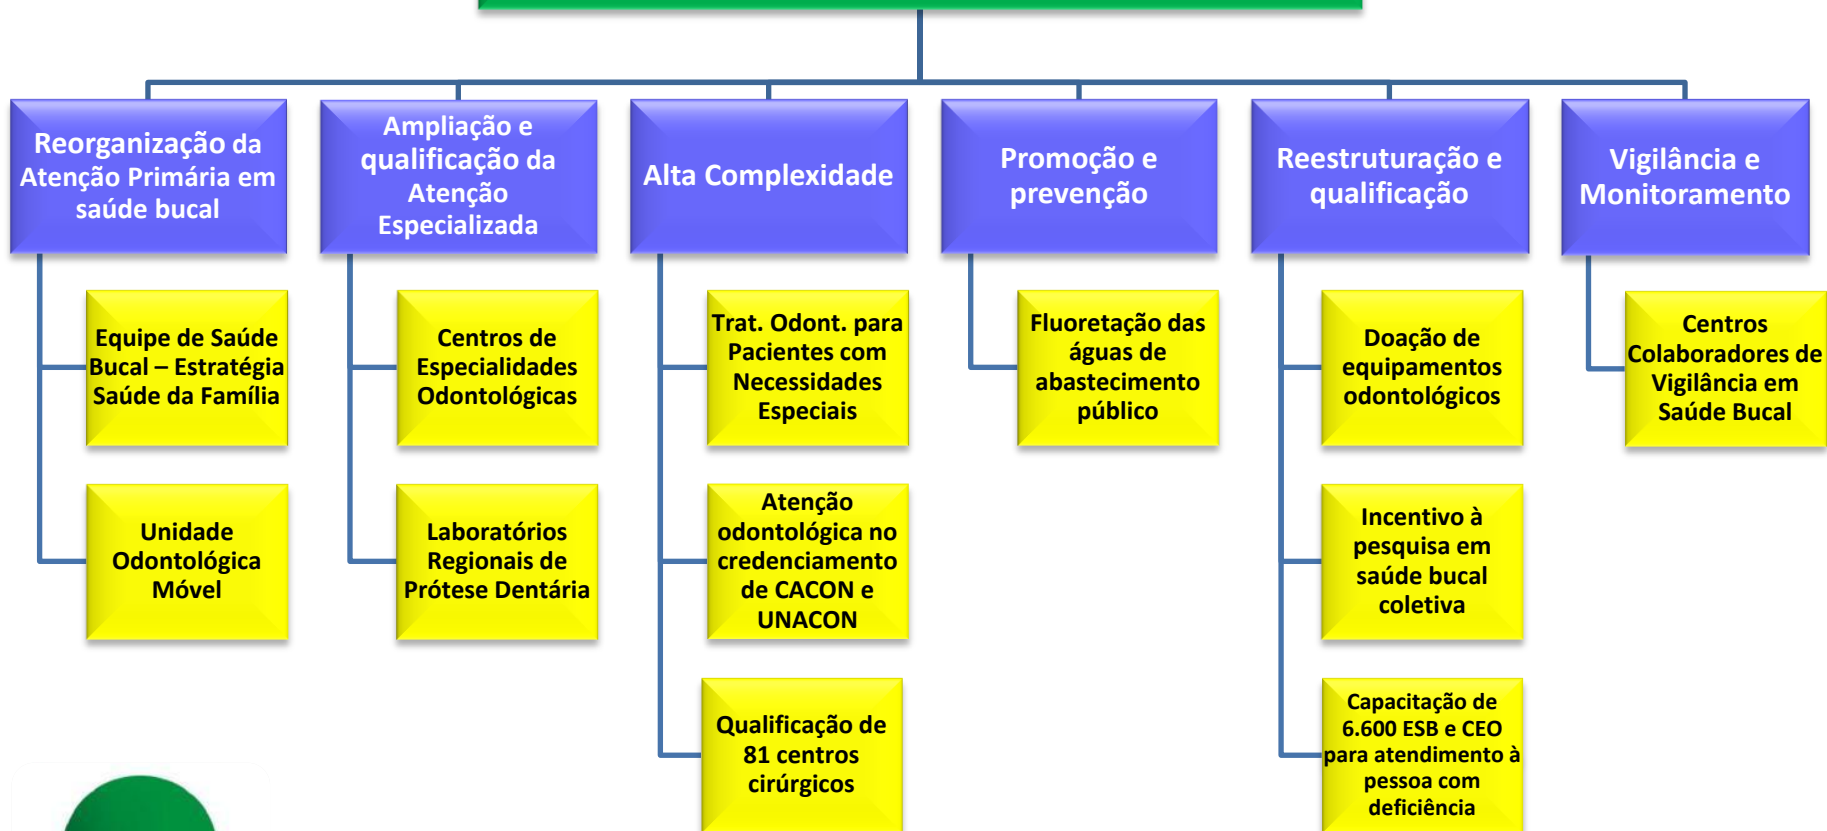 Reorganização da
Atenção Primária em
saúde bucal
Equipe de Saúde
Bucal – Estratégia
Saúde da Família
Unidade
Odontológica
Móvel
Ampliação e
qualificação da
Atenção
Especializada
Centros de
Especialidades
Odontológicas
Laboratórios
Regionais de
Prótese Dentária
Alta Complexidade
Trat. Odont. para
Pacientes com
Necessidades
Especiais
Atenção
odontológica no
credenciamento
de CACON e
UNACON
Qualificação de
81 centros
cirúrgicos
Promoção e
prevenção
Fluoretação das
águas de
abastecimento
público
Reestruturação e
qualificação
Doação de
equipamentos
odontológicos
Incentivo à
pesquisa em
saúde bucal
coletiva
Capacitação de
6.600 ESB e CEO
para atendimento à
pessoa com
deficiência
Vigilância e
Monitoramento
Centros
Colaboradores de
Vigilância em
Saúde Bucal